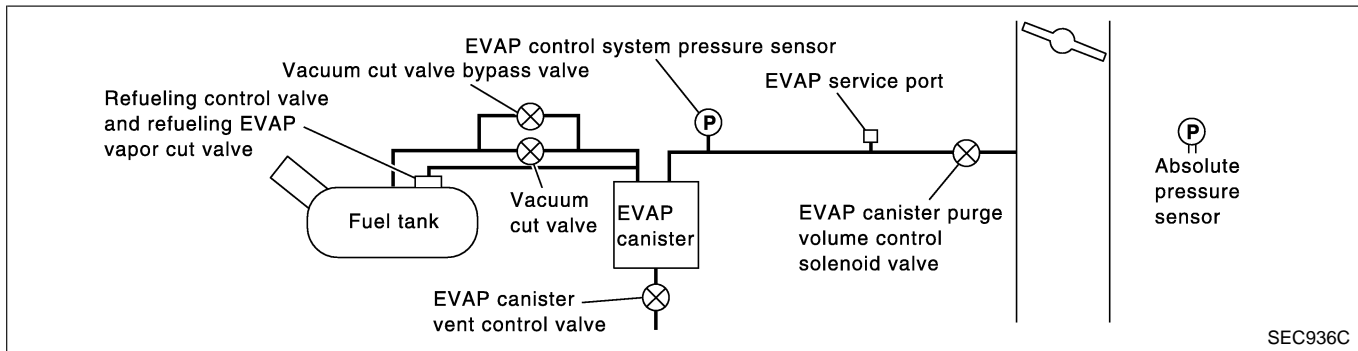 EVAP control system pressure sensor
Vacuum cut valve bypass valve
EVAP service port
Refueling control valve
and refueling EVAP
vapor cut valve
P
P
Absolute
pressure
sensor
Vacuum
cut valve
Fuel tank
EVAP
canister
EVAP canister purge
volume control
solenoid valve
EVAP canister
vent control valve
SEC936C